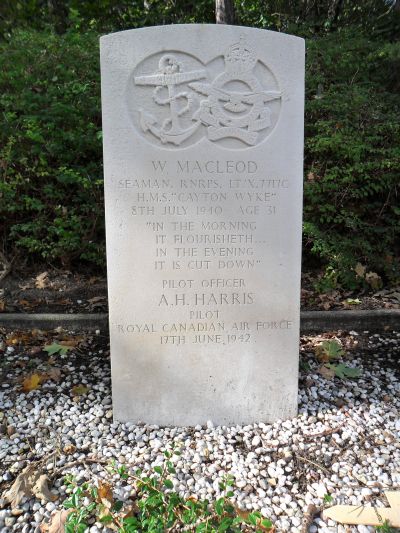 W. MACLEOD
SEAMAN, RNRPS. LT/X.7717C
H.M.S. "CAYTON WYKE"
8TH JULY 1940 AGE 31
"IN THE MORNING
IT FLOURISHETH...
IN THE EVENING
IT IS CUT DOWN"
PILOT OFFICER
A.H. HARRIS
PILOT
ROYAL CANADIAN AIR FORCE
17TH JUNE 1942